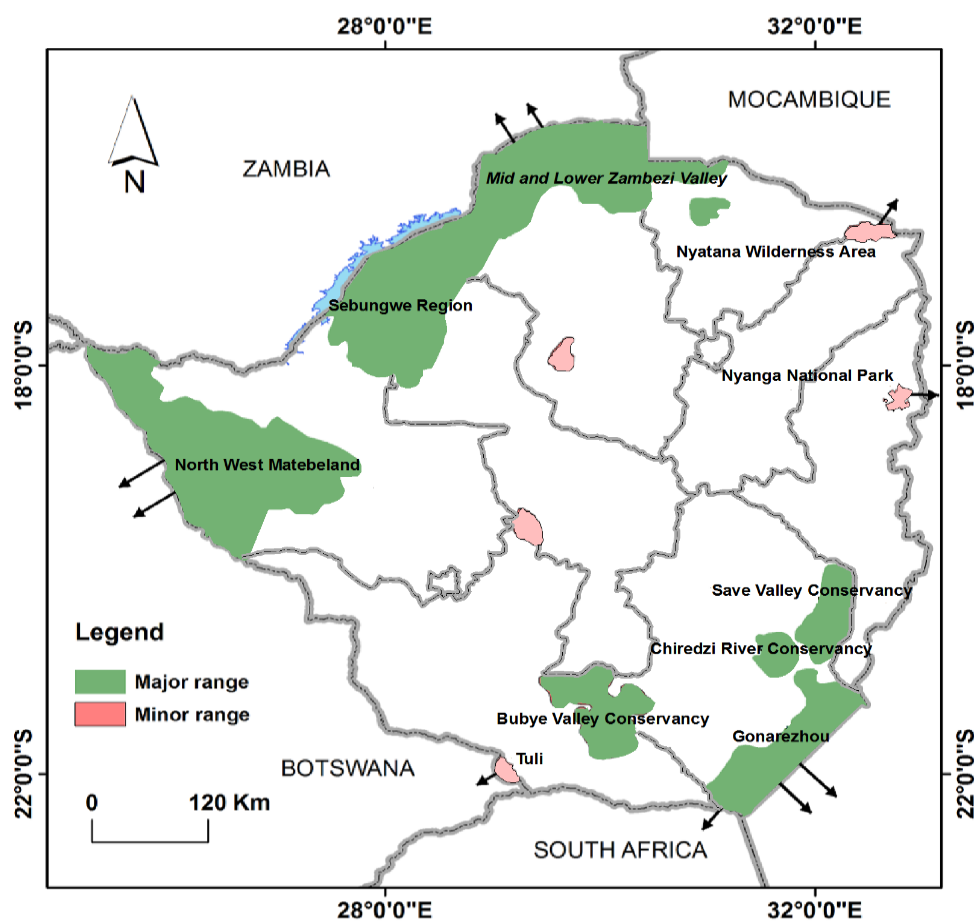 28°0'0"E 32°0'0"E
MOCAMBIQUE
ZAMBIA
N
Mid and Lower Zambezi Valley
Nyatana Wilderness Area
Sebungwe Region
18°0'0"S 18°0'0"S
Nyanga National Park
North West Matebeland
Save Valley Conservancy
Legend
Chiredzi River Conservancy
Major range
Minor range
Bubye Valley Conservancy
Gonarezhou
Tuli
BOTSWANA
22°0'0"S 22°0'0"S
0 120 Km
SOUTH AFRICA
28°0'0"E 32°0'0"E